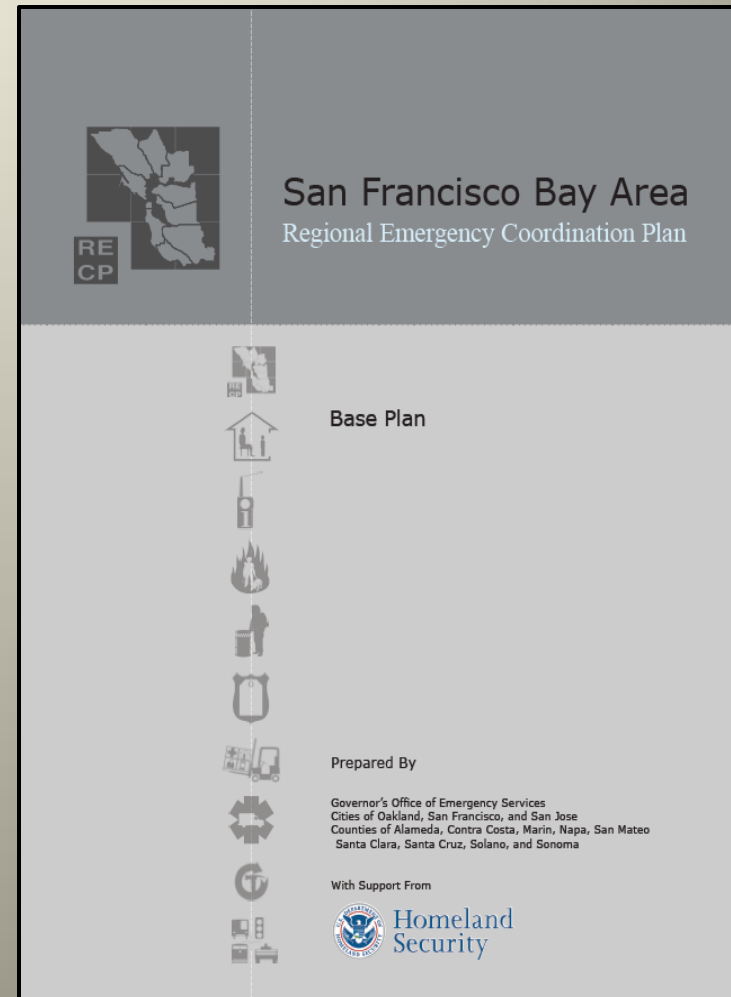 San Francisco Bay Area
Regional Emergency Coordination Plan
RE
CP
Base Plan
Prepared By
Governor's Office of Emergency Services
Cities of Oakland, San Francisco, and San Jose
Counties of Alameda, Contra Costa, Marin, Napa, San Mateo
Santa Clara, Santa Cruz, Solano, and Sonoma
With Support From
Homeland
Security